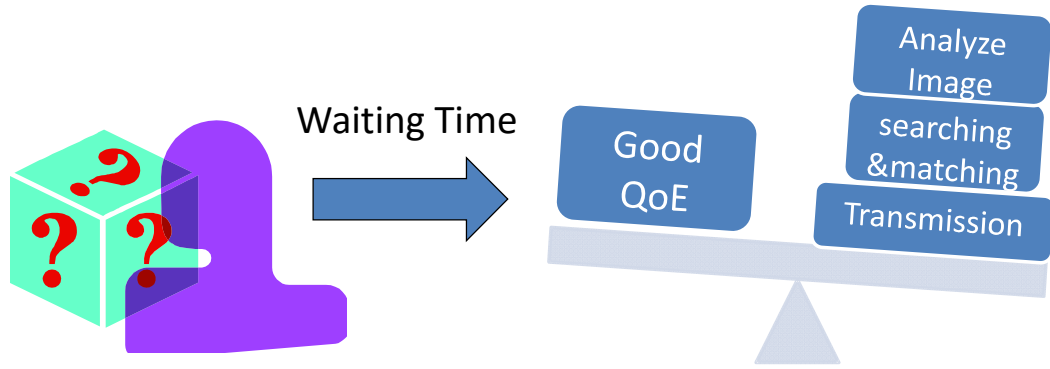 ?
?
?
Waiting Time
Good
QoE
Analyze
Image
searching
&matching
Transmission